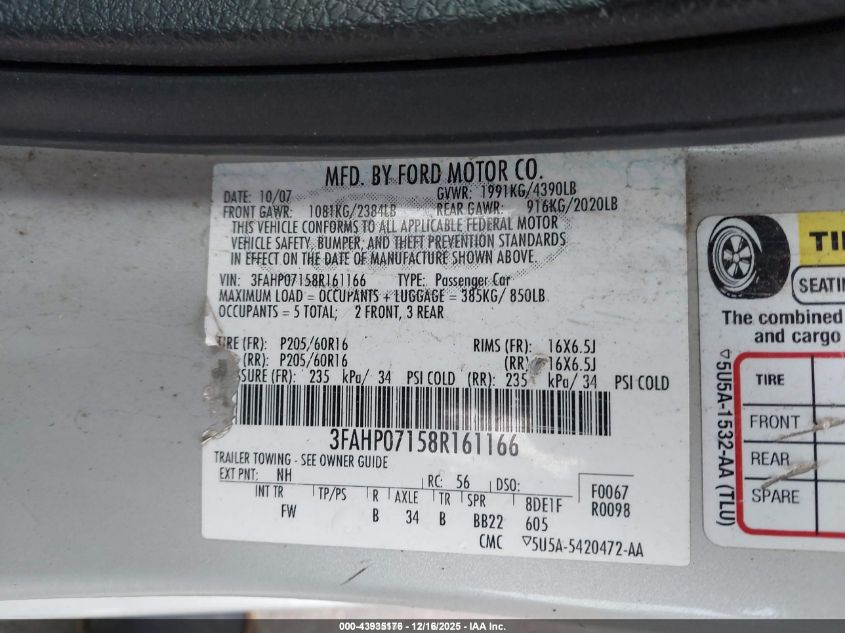 MFD. BY FORD MOTOR CO.
DATE: 10/07 GVWR: 1991KG/4390LB
FRONT GAWR: 1081KG/2384LB REAR GAWR: 916KG/2020LB
THIS VEHICLE CONFORMS TO ALL APPLICABLE FEDERAL MOTOR
VEHICLE SAFETY, BUMPER, AND THEFT PREVENTION STANDARDS
IN EFFECT ON THE DATE OF MANUFACTURE SHOWN ABOVE.
VIN: 3FAHP07158R161166 TYPE: Passenger Car
MAXIMUM LOAD = OCCUPANTS + LUGGAGE = 385KG/ 850LB
OCCUPANTS = 5 TOTAL; 2 FRONT, 3 REAR
TIRE (FR): P205/60R16 RIMS (FR): 16X6.5J
(RR): P205/60R16 (RR) 16X6.5J
SSURE (FR): 235 kPa/ 34 PSI COLD (RR): 235 kPa/ 34 PSI COLD
3FAHP07158R161166
TRAILER TOWING - SEE OWNER GUIDE
EXT PNT: NH RC: 56 DSO:
INT TR TP/PS R AXLE TR SPR 8DE1F F0067
FW B 34 B BB22 605 R0098
CMC ▽5U5A-5420472-AA
TI
SEATIN
The combined
and cargo
TIRE
FRONT
REAR
SPARE
▽5U5A-1532-AA (TLU)
000-43935176 - 12/16/2025 - IAA Inc.